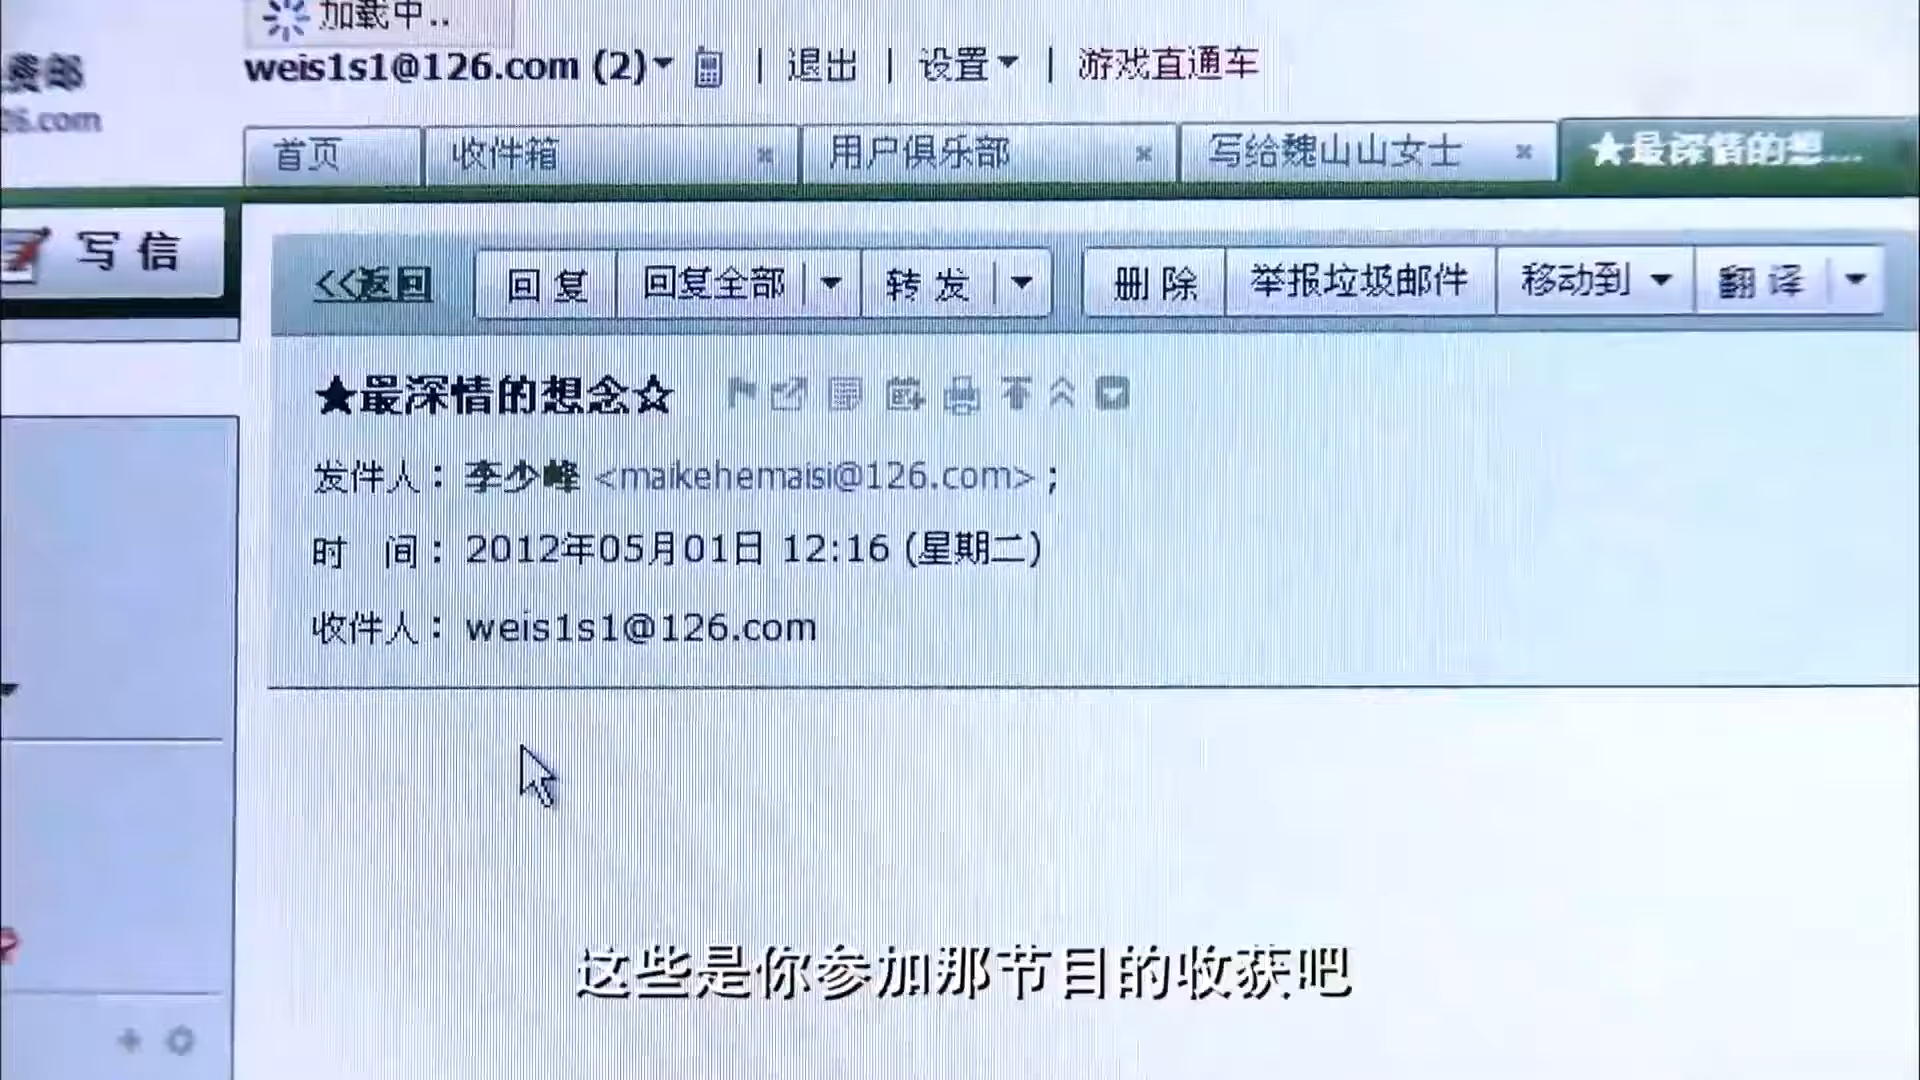 加载中..
费邮
26.com
weis1s1@126.com (2) | 退出 | 设置 | 游戏直通车
首页 收件箱 用户俱乐部 写给魏山山女士 ★最深情的想...
写 信
<<返回 回 复 回复全部 转 发 删 除 举报垃圾邮件 移动到 翻 译
★最深情的想念☆
发件人：李少峰 <maikehemaisi@126.com>；
时 间：2012年05月01日 12:16 (星期二)
收件人：weis1s1@126.com
这些是你参加那节目的收获吧